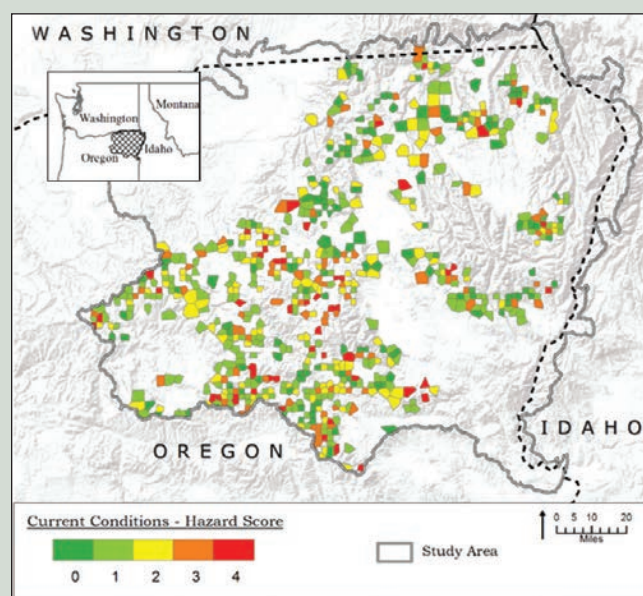 WASHINGTON
Montana
Washington
Oregon
Idaho
IDAHO
OREGON
Current Conditions - Hazard Score
0 1 2 3 4
Study Area
0 5 10 20
Miles